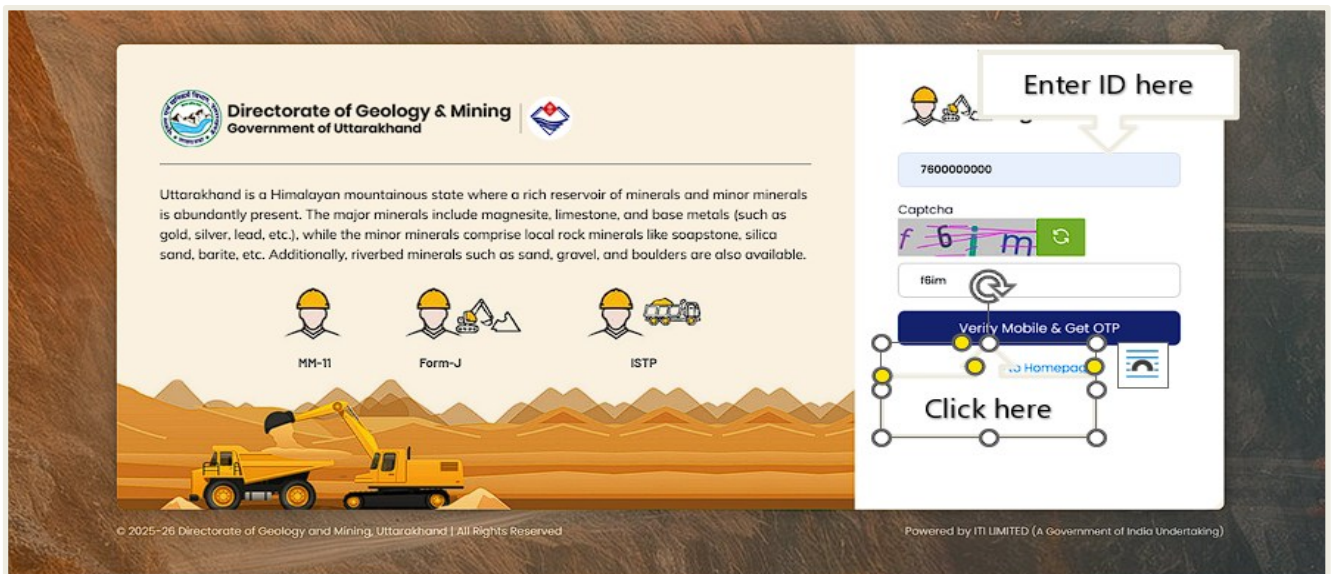 Directorate of Geology & Mining
Government of Uttarakhand
Uttarakhand is a Himalayan mountainous state where a rich reservoir of minerals and minor minerals
is abundantly present. The major minerals include magnesite, limestone, and base metals (such as
gold, silver, lead, etc.), while the minor minerals comprise local rock minerals like soapstone, silica
sand, barite, etc. Additionally, riverbed minerals such as sand, gravel, and boulders are also available.
MM-11
Form-J
ISTP
Enter ID here
7600000000
Captcha
f6im
f6im
Verify Mobile & Get OTP
to Homepag
Click here
© 2025-26 Directorate of Geology and Mining, Uttarakhand | All Rights Reserved
Powered by ITI LIMITED (A Government of India Undertaking)